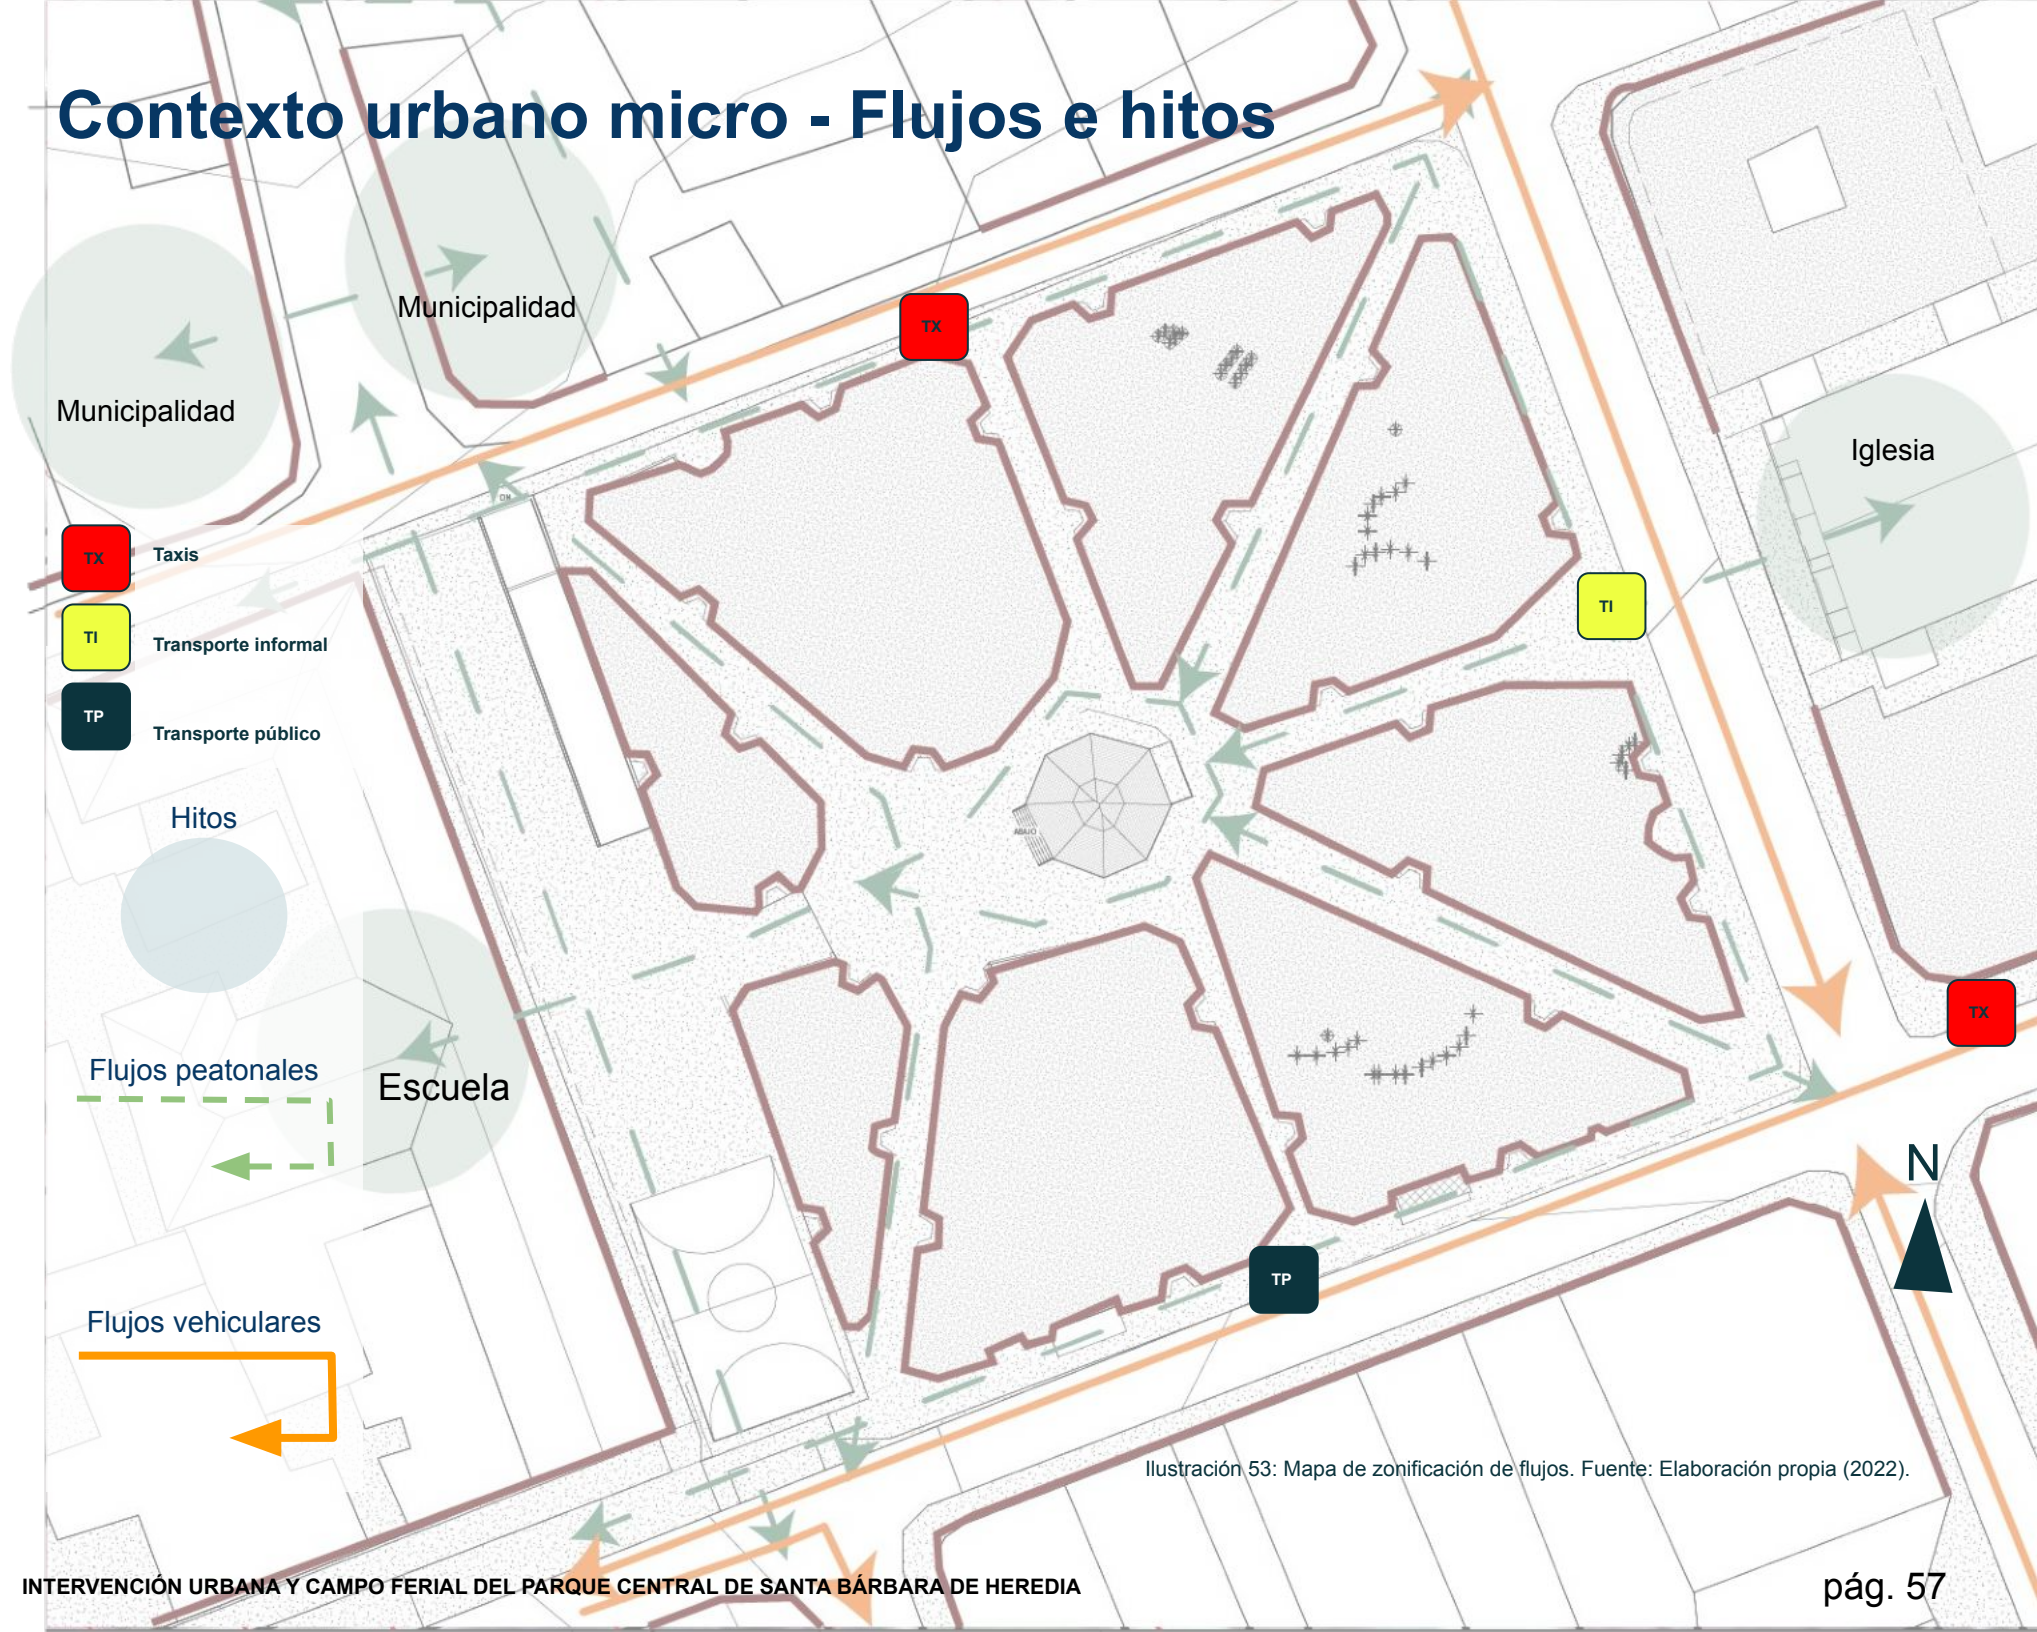 Contexto urbano micro - Flujos e hitos
Municipalidad
TX
Municipalidad
Iglesia
TX
Taxis
TI
TI
Transporte informal
TP
Transporte público
Hitos
ABAJO
TX
Flujos peatonales
Escuela
N
TP
Flujos vehiculares
Ilustración 53: Mapa de zonificación de flujos. Fuente: Elaboración propia (2022).
INTERVENCIÓN URBANA Y CAMPO FERIAL DEL PARQUE CENTRAL DE SANTA BÁRBARA DE HEREDIA
pág. 57